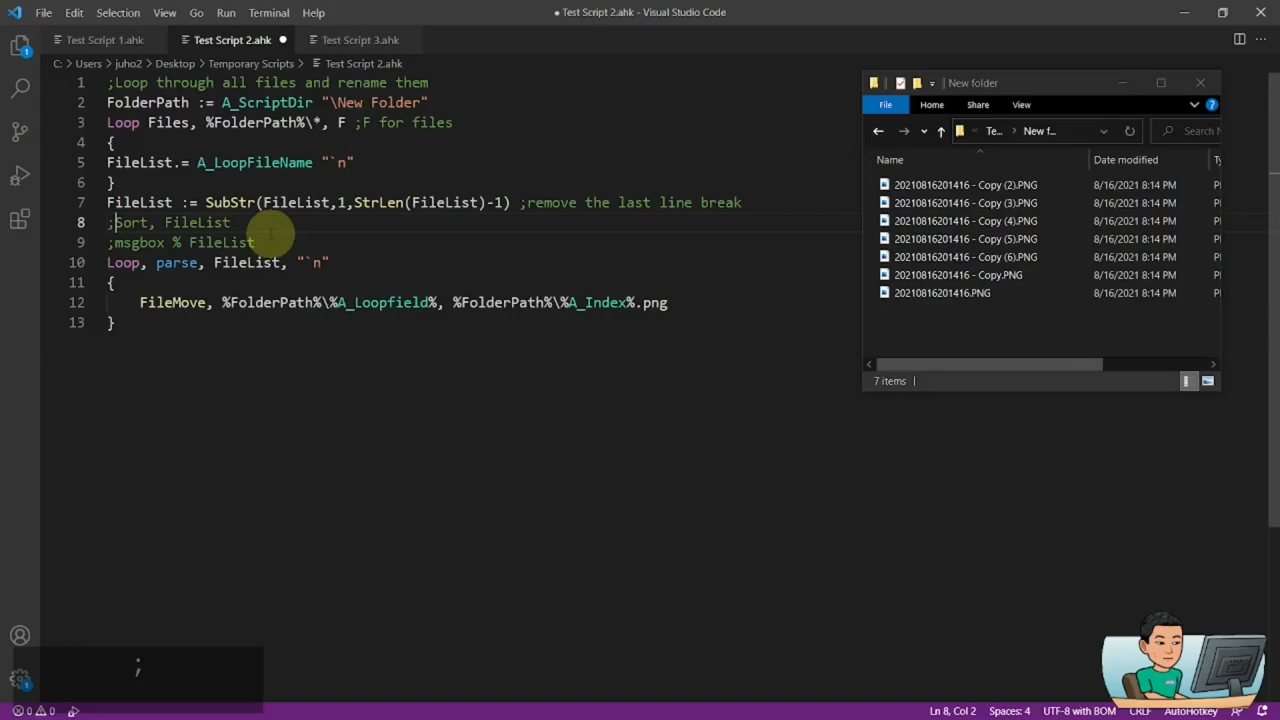 File Edit Selection View Go Run Terminal Help
● Test Script 2.ahk - Visual Studio Code
Test Script 1.ahk Test Script 2.ahk ● Test Script 3.ahk
C: > Users > juho2 > Desktop > Temporary Scripts > Test Script 2.ahk
1 ;Loop through all files and rename them
2 FolderPath := A_ScriptDir "\New Folder"
3 Loop Files, %FolderPath%\*, F ;F for files
4 {
5 FileList.= A_LoopFileName "`n"
6 }
7 FileList := SubStr(FileList,1,StrLen(FileList)-1) ;remove the last line break
8 ;Sort, FileList
9 ;msgbox % FileList
10 Loop, parse, FileList, "`n"
11 {
12 FileMove, %FolderPath%\%A_Loopfield%, %FolderPath%\%A_Index%.png
13 }
New folder
File Home Share View
Te... > New f...
Search N
Name Date modified Ty
20210816201416 - Copy (2).PNG 8/16/2021 8:14 PM P
20210816201416 - Copy (3).PNG 8/16/2021 8:14 PM P
20210816201416 - Copy (4).PNG 8/16/2021 8:14 PM P
20210816201416 - Copy (5).PNG 8/16/2021 8:14 PM P
20210816201416 - Copy (6).PNG 8/16/2021 8:14 PM P
20210816201416 - Copy.PNG 8/16/2021 8:14 PM P
20210816201416.PNG 8/16/2021 8:14 PM P
7 items
;
1
1
0 0
Ln 8, Col 2 Spaces: 4 UTF-8 with BOM CRLF AutoHotkey